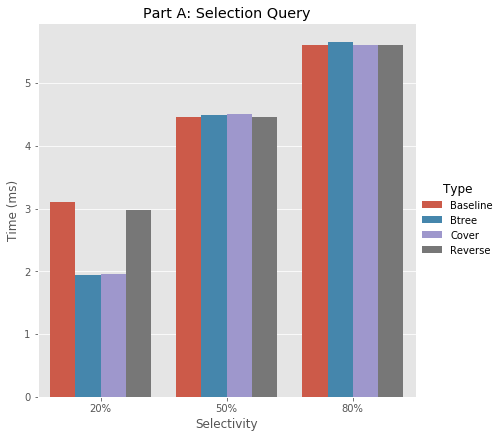 Part A: Selection Query
Time (ms)
5
4
3
2
1
0
20%
50%
80%
Selectivity
Type
Baseline
Btree
Cover
Reverse